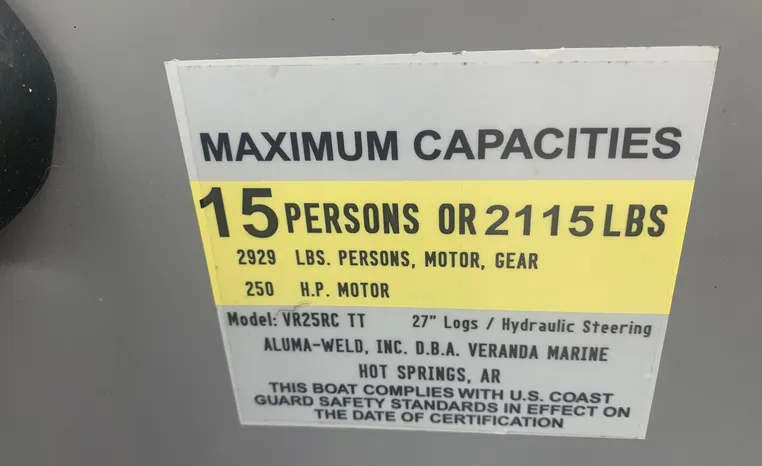 MAXIMUM CAPACITIES
15 PERSONS OR 2115 LBS
2929 LBS. PERSONS, MOTOR, GEAR
250 H.P. MOTOR
Model: VR25RC TT 27" Logs / Hydraulic Steering
ALUMA-WELD, INC. D.B.A. VERANDA MARINE
HOT SPRINGS, AR
THIS BOAT COMPLIES WITH U.S. COAST
GUARD SAFETY STANDARDS IN EFFECT ON
THE DATE OF CERTIFICATION